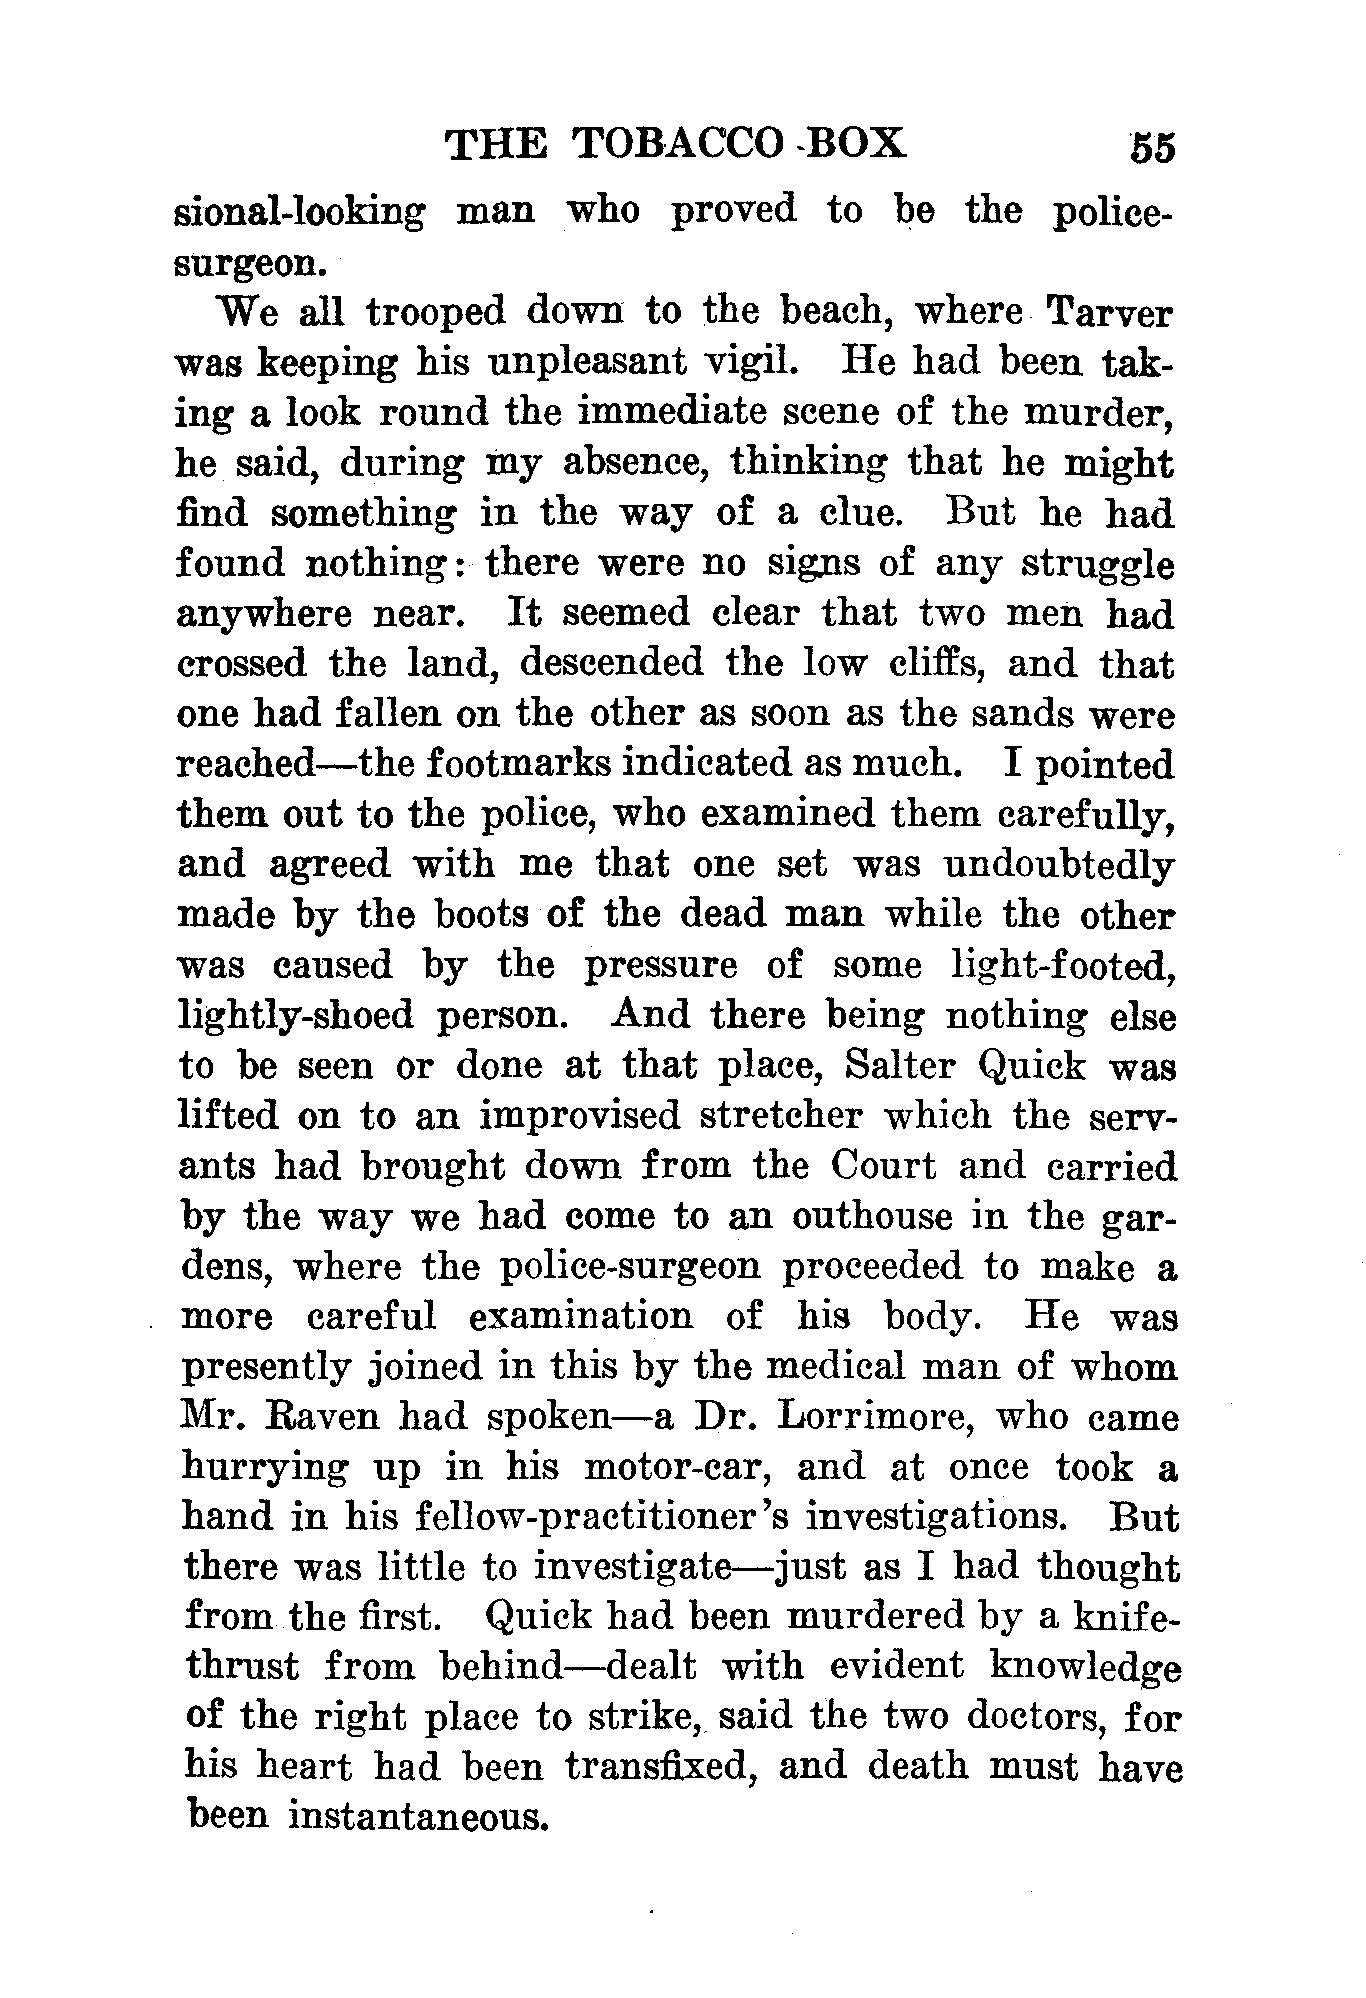 THE TOBACCO BOX 55
sional-looking man who proved to be the police-
surgeon.
We all trooped down to the beach, where Tarver
was keeping his unpleasant vigil. He had been tak-
ing a look round the immediate scene of the murder,
he said, during my absence, thinking that he might
find something in the way of a clue. But he had
found nothing: there were no signs of any struggle
anywhere near. It seemed clear that two men had
crossed the land, descended the low cliffs, and that
one had fallen on the other as soon as the sands were
reached—the footmarks indicated as much. I pointed
them out to the police, who examined them carefully,
and agreed with me that one set was undoubtedly
made by the boots of the dead man while the other
was caused by the pressure of some light-footed,
lightly-shoed person. And there being nothing else
to be seen or done at that place, Salter Quick was
lifted on to an improvised stretcher which the serv-
ants had brought down from the Court and carried
by the way we had come to an outhouse in the gar-
dens, where the police-surgeon proceeded to make a
more careful examination of his body. He was
presently joined in this by the medical man of whom
Mr. Raven had spoken—a Dr. Lorrimore, who came
hurrying up in his motor-car, and at once took a
hand in his fellow-practitioner's investigations. But
there was little to investigate—just as I had thought
from the first. Quick had been murdered by a knife-
thrust from behind—dealt with evident knowledge
of the right place to strike, said the two doctors, for
his heart had been transfixed, and death must have
been instantaneous.